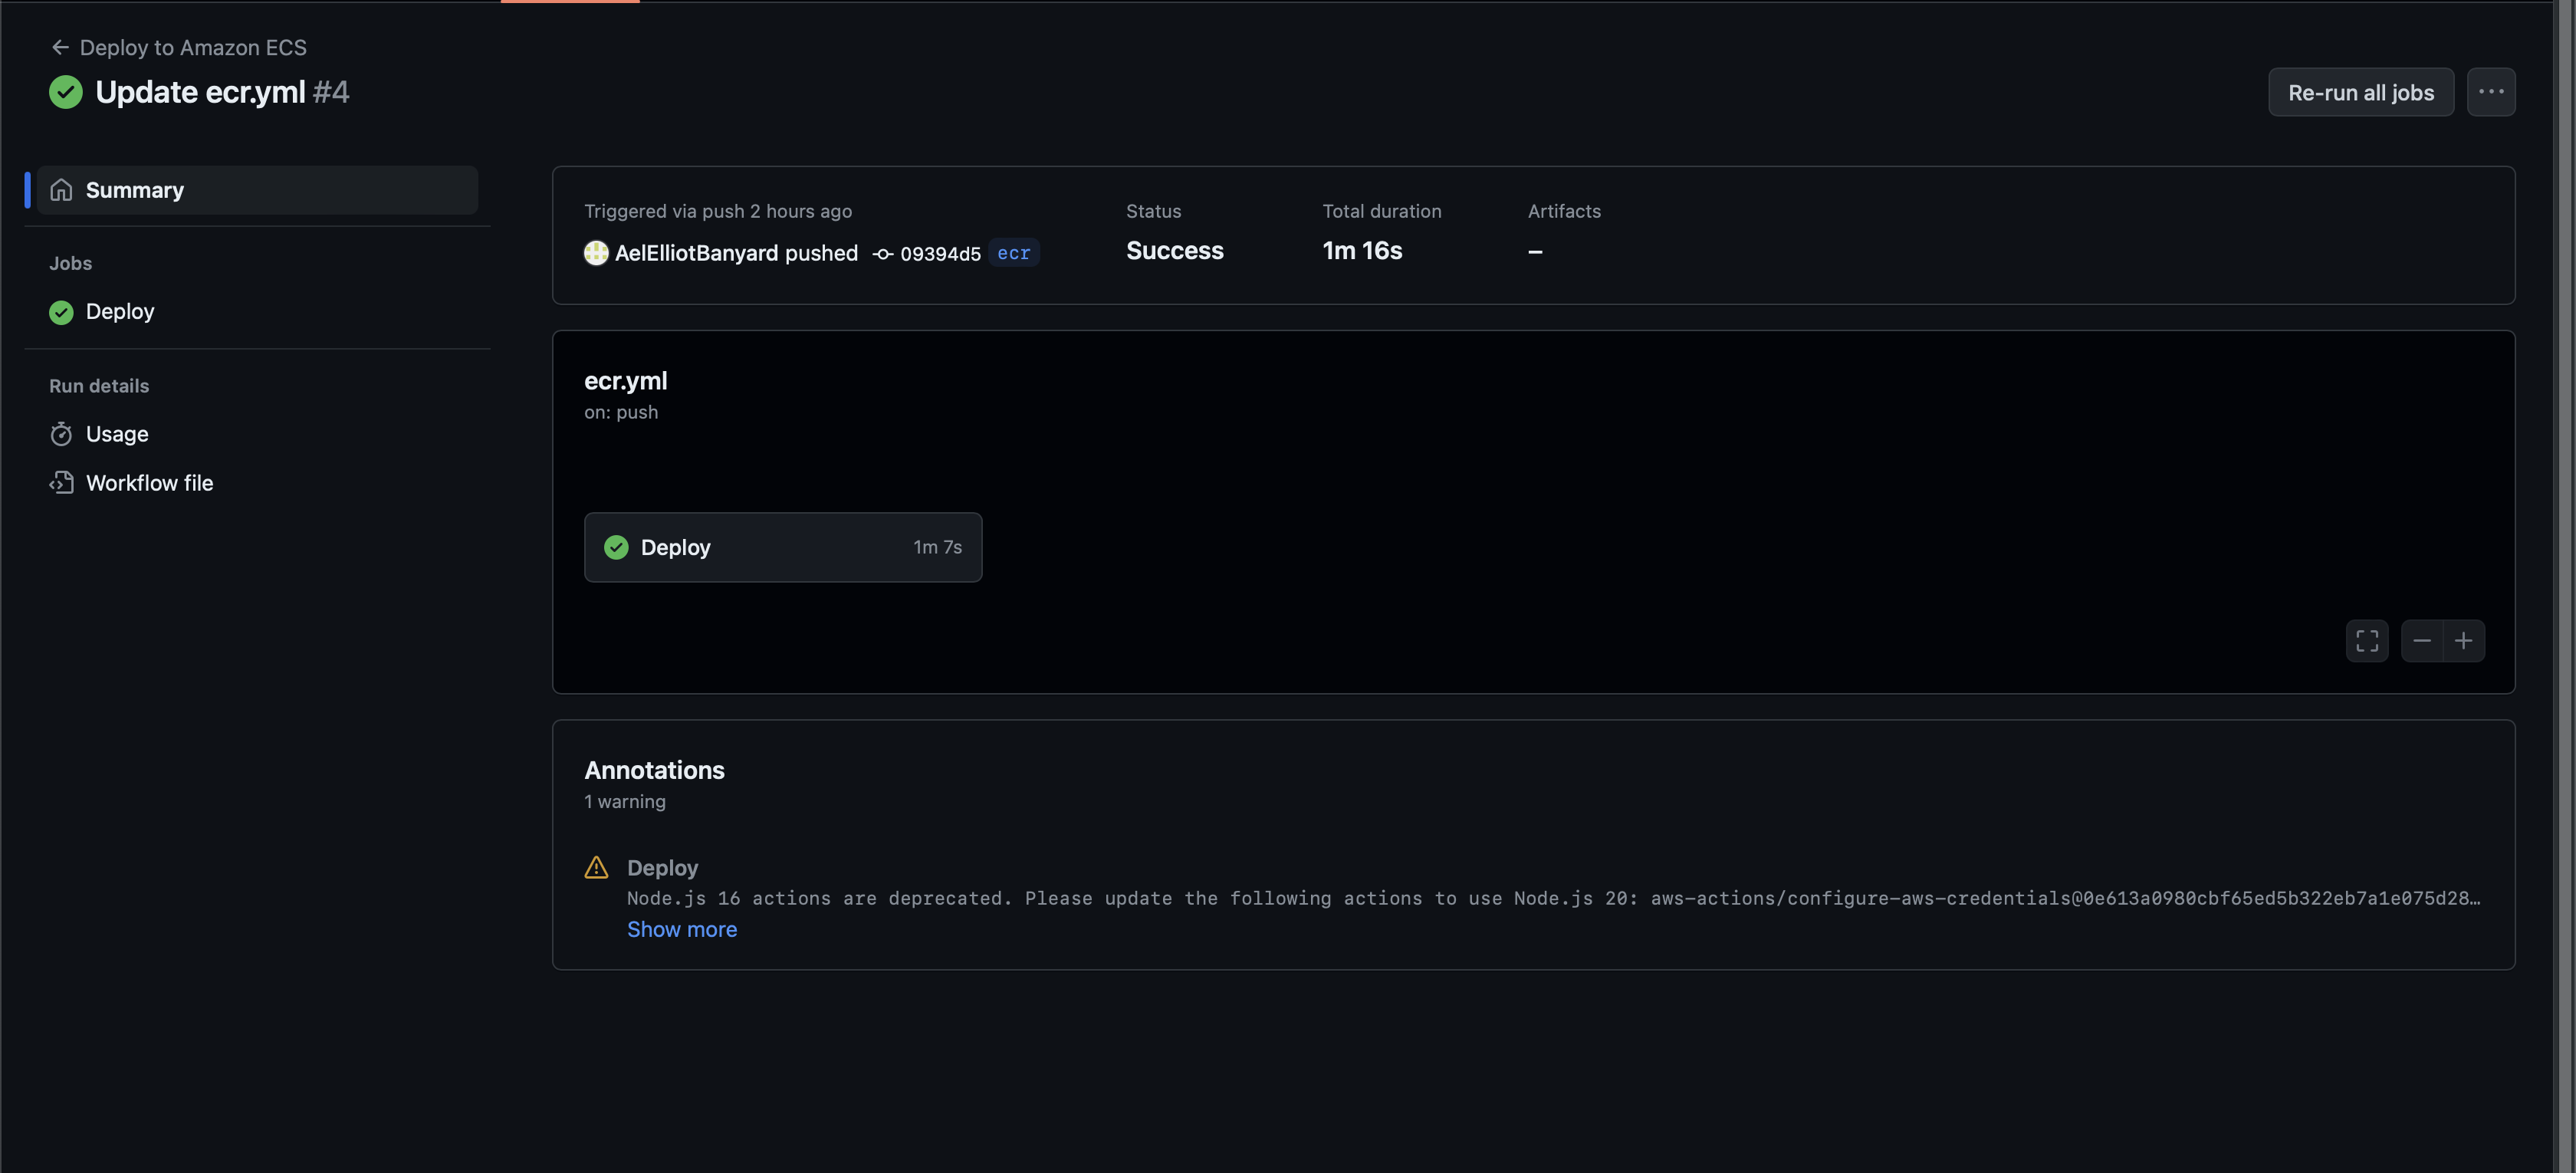 Deploy to Amazon ECS
Update ecr.yml #4
Re-run all jobs
Summary
Jobs
Deploy
Run details
Usage
Workflow file
Triggered via push 2 hours ago
AelElliotBanyard pushed 09394d5 ecr
Status
Success
Total duration
1m 16s
Artifacts
–
ecr.yml
on: push
Deploy 1m 7s
Annotations
1 warning
Deploy
Node.js 16 actions are deprecated. Please update the following actions to use Node.js 20: aws-actions/configure-aws-credentials@0e613a0980cbf65ed5b322eb7a1e075d28…
Show more